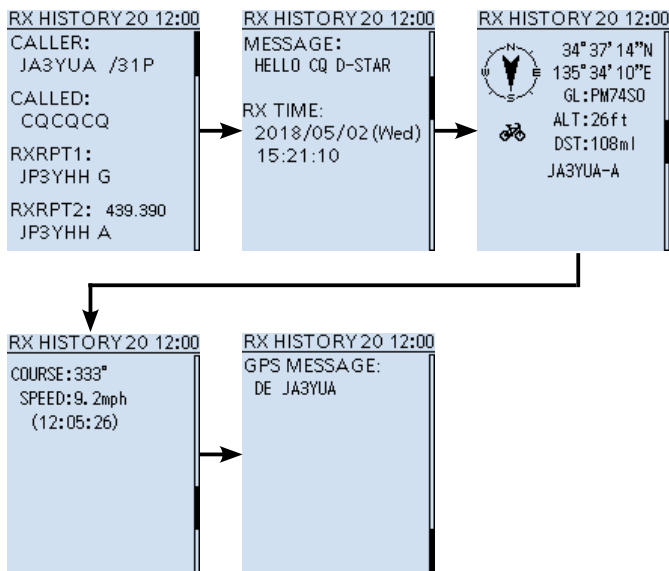 RX HISTORY 20 12:00
CALLER:
JA3YUA /31P
CALLED:
CQCQCQ
RXRPT1:
JP3YHH G
RXRPT2: 439.390
JP3YHH A
RX HISTORY 20 12:00
MESSAGE:
HELLO CQ D-STAR
RX TIME:
2018/05/02 (Wed)
15:21:10
RX HISTORY 20 12:00
N
W E
S
34°37'14"N
135°34'10"E
GL:PM74SO
ALT:26ft
DST:108ml
JA3YUA-A
RX HISTORY 20 12:00
COURSE:333°
SPEED:9.2mph
(12:05:26)
RX HISTORY 20 12:00
GPS MESSAGE:
DE JA3YUA